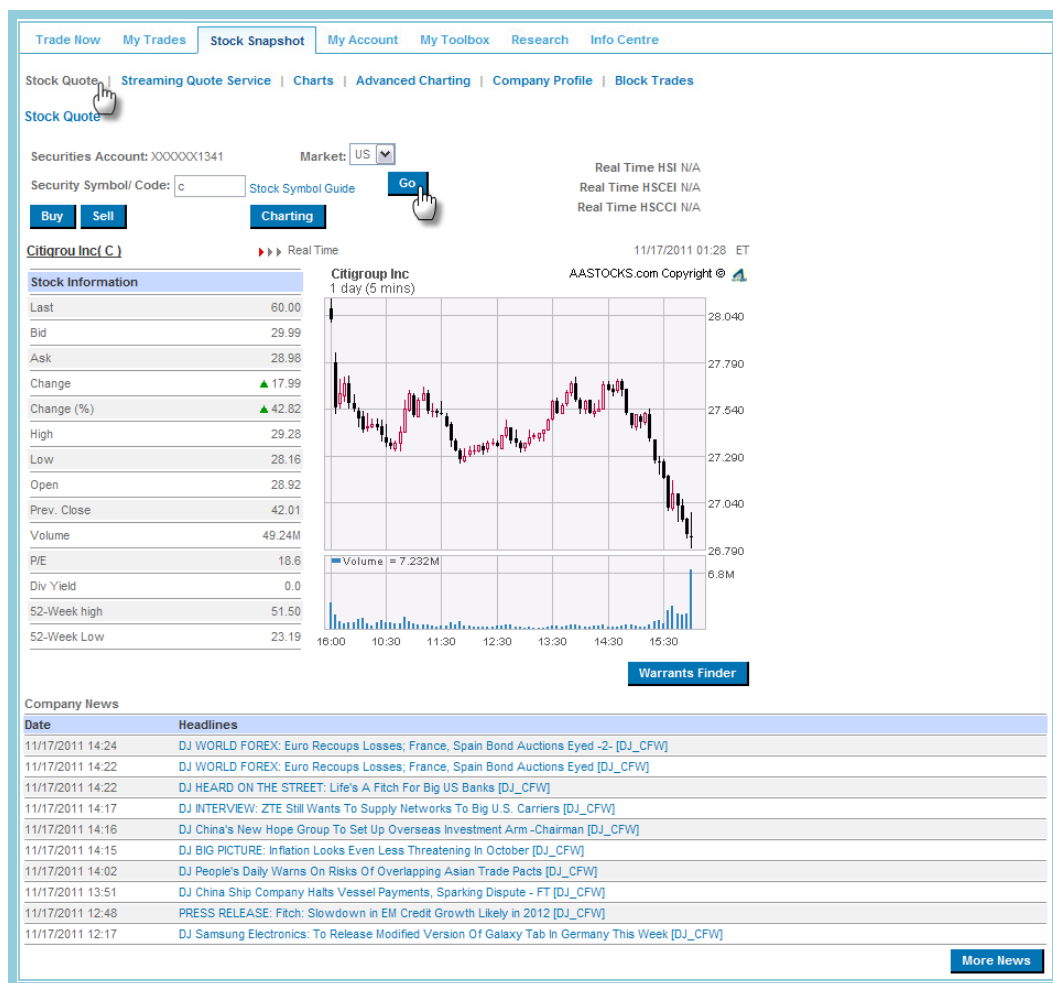 Trade Now My Trades Stock Snapshot My Account My Toolbox Research Info Centre
Stock Quote | Streaming Quote Service | Charts | Advanced Charting | Company Profile | Block Trades
Stock Quote
Securities Account: XXXXXX1341 Market: US
Security Symbol/ Code: c Stock Symbol Guide Go
Real Time HSI N/A
Real Time HSCEI N/A
Real Time HSCCI N/A
Buy Sell Charting
Citigrou Inc( C ) Real Time 11/17/2011 01:28 ET
Stock Information
Last 60.00
Bid 29.99
Ask 28.98
Change 17.99
Change (%) 42.82
High 29.28
Low 28.16
Open 28.92
Prev. Close 42.01
Volume 49.24M
P/E 18.6
Div Yield 0.0
52-Week high 51.50
52-Week Low 23.19
Citigroup Inc AASTOCKS.com Copyright ©
1 day (5 mins)
28.040
27.790
27.540
27.290
27.040
26.790
Volume = 7.232M
6.8M
16:00 10:30 11:30 12:30 13:30 14:30 15:30
Warrants Finder
Company News
Date Headlines
11/17/2011 14:24 DJ WORLD FOREX: Euro Recoups Losses; France, Spain Bond Auctions Eyed -2- [DJ_CFW]
11/17/2011 14:22 DJ WORLD FOREX: Euro Recoups Losses; France, Spain Bond Auctions Eyed [DJ_CFW]
11/17/2011 14:22 DJ HEARD ON THE STREET: Life's A Fitch For Big US Banks [DJ_CFW]
11/17/2011 14:17 DJ INTERVIEW: ZTE Still Wants To Supply Networks To Big U.S. Carriers [DJ_CFW]
11/17/2011 14:16 DJ China's New Hope Group To Set Up Overseas Investment Arm -Chairman [DJ_CFW]
11/17/2011 14:15 DJ BIG PICTURE: Inflation Looks Even Less Threatening In October [DJ_CFW]
11/17/2011 14:02 DJ People's Daily Warns On Risks Of Overlapping Asian Trade Pacts [DJ_CFW]
11/17/2011 13:51 DJ China Ship Company Halts Vessel Payments, Sparking Dispute - FT [DJ_CFW]
11/17/2011 12:48 PRESS RELEASE: Fitch: Slowdown in EM Credit Growth Likely in 2012 [DJ_CFW]
11/17/2011 12:17 DJ Samsung Electronics: To Release Modified Version Of Galaxy Tab In Germany This Week [DJ_CFW]
More News